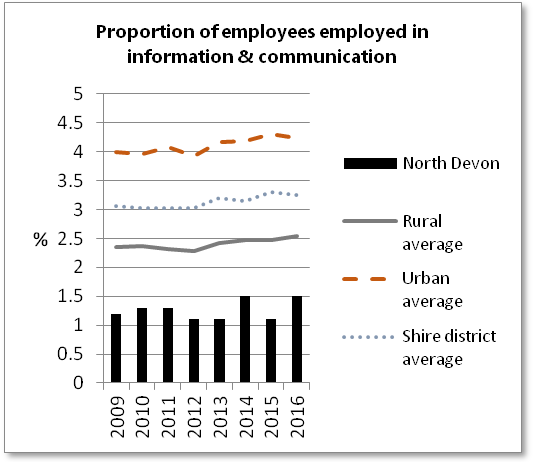 Proportion of employees employed in
information & communication
5
4.5
4
3.5
3
2.5
2
1.5
1
0.5
0
%
2009
2010
2011
2012
2013
2014
2015
2016
North Devon
Rural
average
Urban
average
Shire district
average